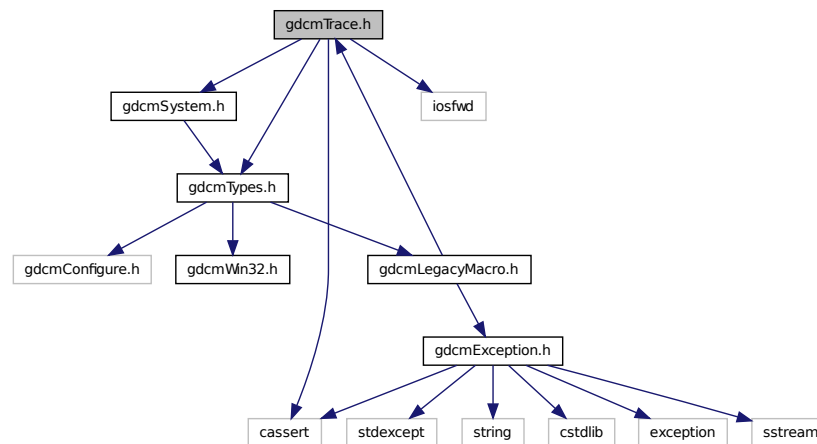 gdcmTrace.h
gdcmSystem.h
iosfwd
gdcmTypes.h
gdcmConfigure.h
gdcmWin32.h
gdcmLegacyMacro.h
gdcmException.h
cassert
stdexcept
string
cstdlib
exception
sstream